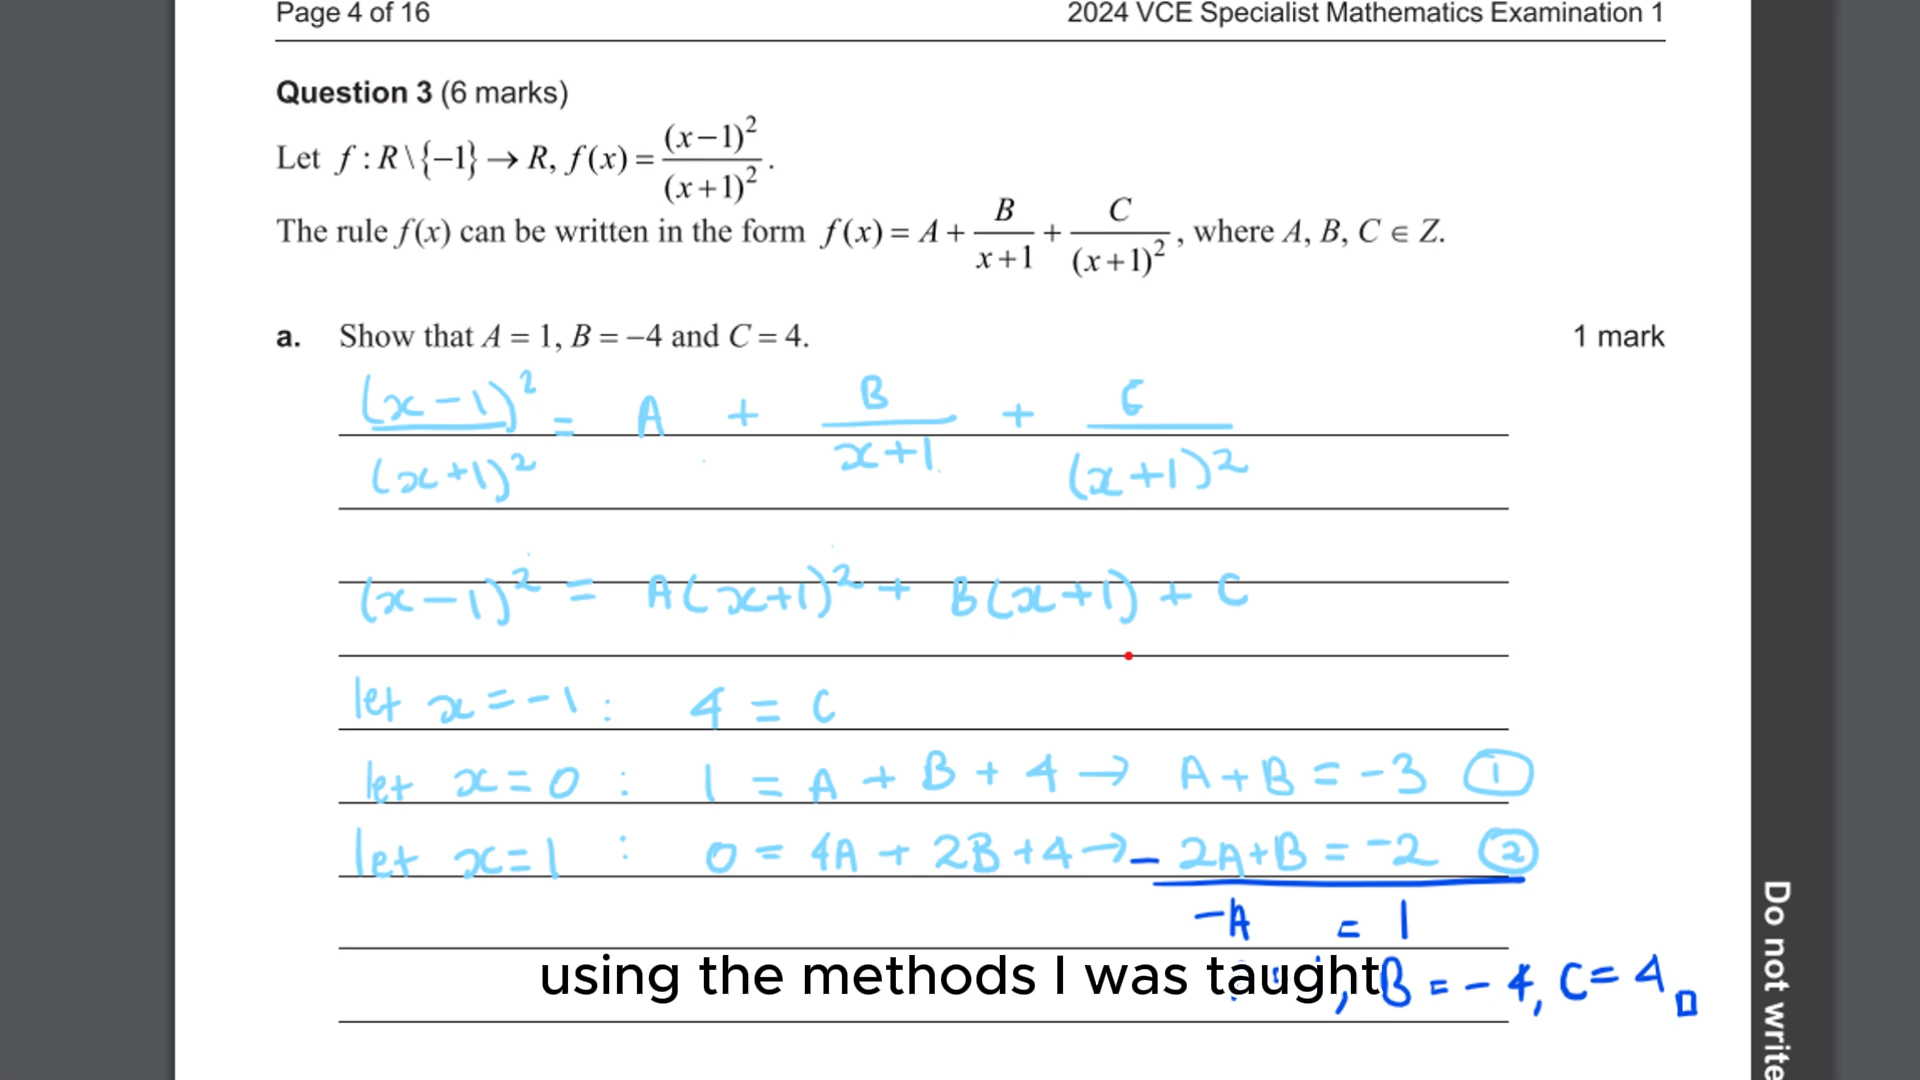 Page 4 of 16 2024 VCE Specialist Mathematics Examination 1
Question 3 (6 marks)
Let f : R \ {−1} → R, f(x) = (x−1)²/(x+1)².
The rule f(x) can be written in the form f(x) = A + B/(x+1) + C/(x+1)², where A, B, C ∈ Z.
a. Show that A = 1, B = −4 and C = 4. 1 mark
(x−1)²/(x+1)² = A + B/(x+1) + C/(x+1)²
(x−1)² = A(x+1)² + B(x+1) + C
let x = −1 : 4 = C
let x = 0 : 1 = A + B + 4 → A + B = −3 ①
let x = 1 : 0 = 4A + 2B + 4 → − 2A + B = −2 ②
−A = 1
using the methods I was taught
, B = −4, C = 4 □
Do not write